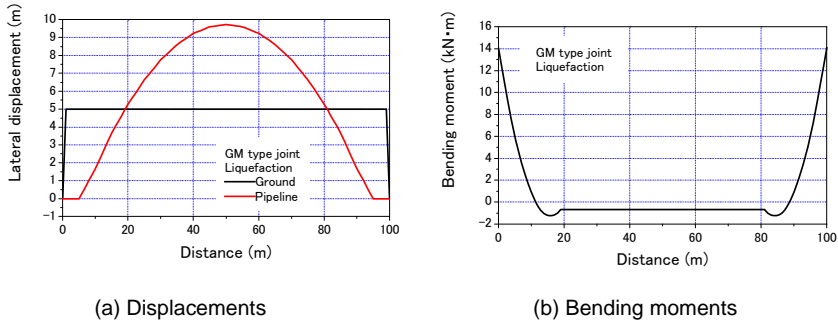 Lateral displacement (m)
10
9
8
7
6
5
4
3
2
1
0
-1
GM type joint
Liquefaction
Ground
Pipeline
0 20 40 60 80 100
Distance (m)
(a) Displacements
Bending moment (kN・m)
16
14
12
10
8
6
4
2
0
-2
GM type joint
Liquefaction
0 20 40 60 80 100
Distance (m)
(b) Bending moments